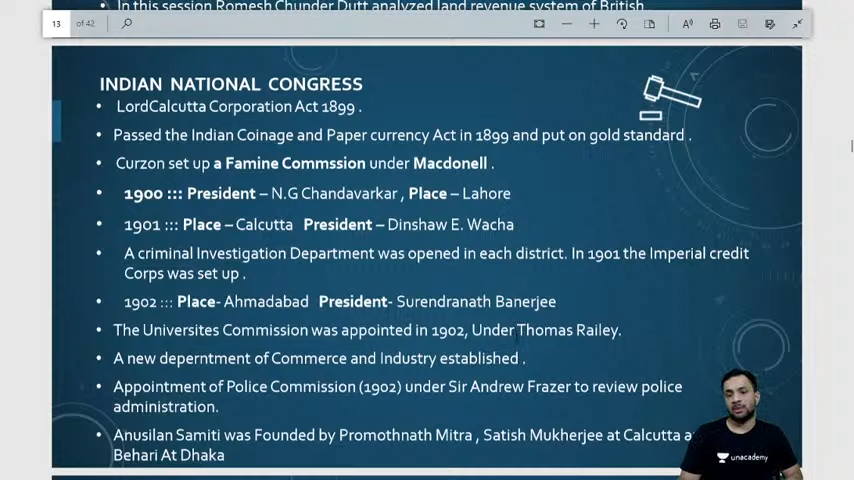 In this session Romesh Chunder Dutt analyzed land revenue system of British.
13 of 42
INDIAN NATIONAL CONGRESS
• LordCalcutta Corporation Act 1899 .
• Passed the Indian Coinage and Paper currency Act in 1899 and put on gold standard .
• Curzon set up a Famine Commssion under Macdonell .
• 1900 ::: President – N.G Chandavarkar , Place – Lahore
• 1901 ::: Place – Calcutta President – Dinshaw E. Wacha
• A criminal Investigation Department was opened in each district. In 1901 the Imperial credit
Corps was set up .
• 1902 ::: Place- Ahmadabad President- Surendranath Banerjee
• The Universites Commission was appointed in 1902, Under Thomas Railey.
• A new deperntment of Commerce and Industry established .
• Appointment of Police Commission (1902) under Sir Andrew Frazer to review police
administration.
• Anusilan Samiti was Founded by Promothnath Mitra , Satish Mukherjee at Calcutta
Behari At Dhaka
unacademy